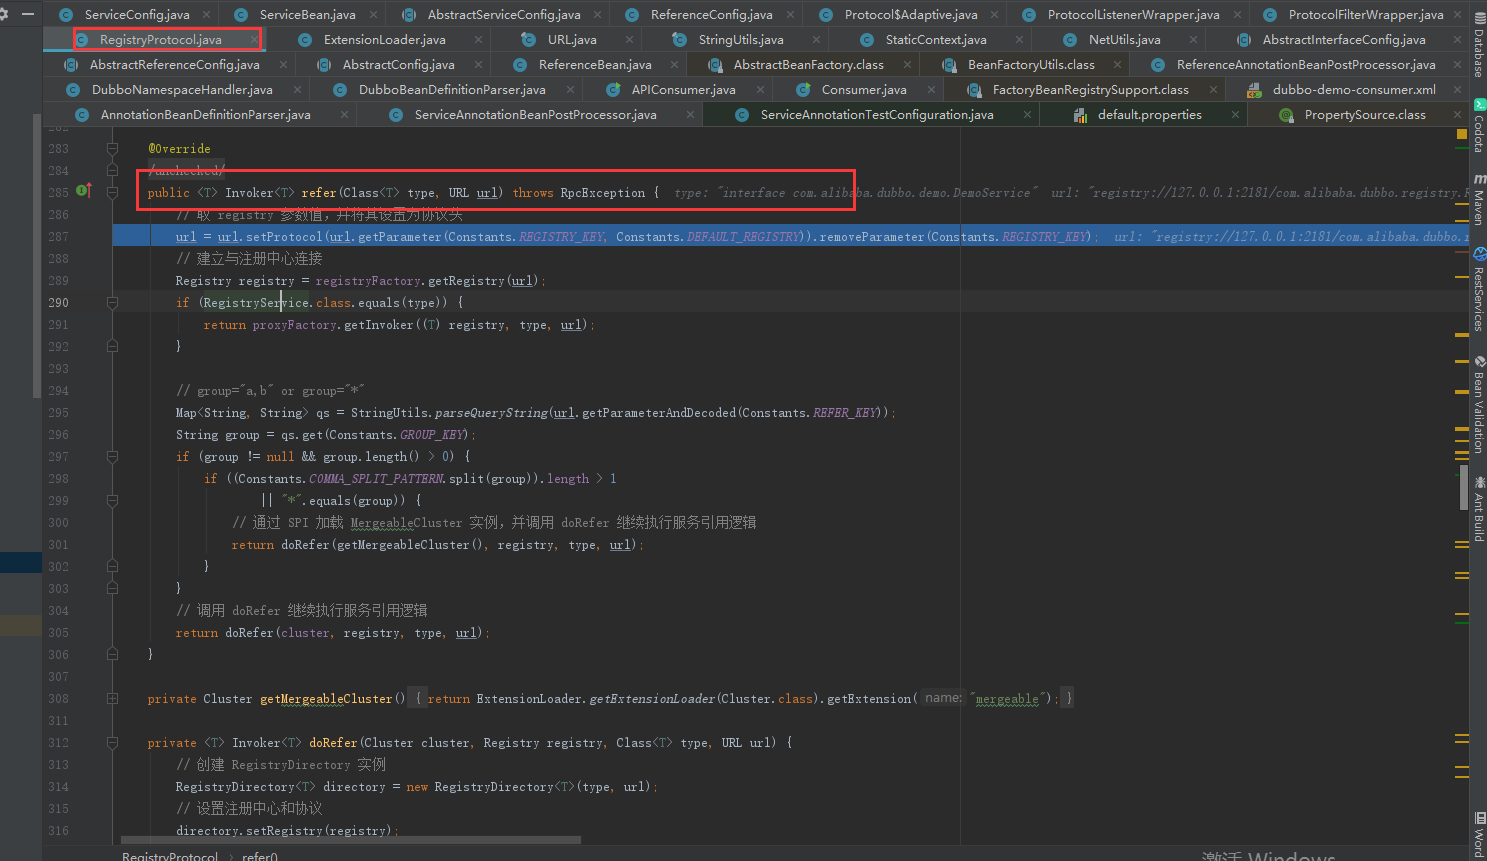 ServiceConfig.java × ServiceBean.java × AbstractServiceConfig.java × ReferenceConfig.java × Protocol$Adaptive.java × ProtocolListenerWrapper.java × ProtocolFilterWrapper.java ×
RegistryProtocol.java × ExtensionLoader.java × URL.java × StringUtils.java × StaticContext.java × NetUtils.java × AbstractInterfaceConfig.java ×
AbstractReferenceConfig.java × AbstractConfig.java × ReferenceBean.java × AbstractBeanFactory.class × BeanFactoryUtils.class × ReferenceAnnotationBeanPostProcessor.java ×
DubboNamespaceHandler.java × DubboBeanDefinitionParser.java × APIConsumer.java × Consumer.java × FactoryBeanRegistrySupport.class × dubbo-demo-consumer.xml ×
AnnotationBeanDefinitionParser.java × ServiceAnnotationBeanPostProcessor.java × ServiceAnnotationTestConfiguration.java × default.properties × PropertySource.class ×
283 @Override
284 /unchecked/
285 public <T> Invoker<T> refer(Class<T> type, URL url) throws RpcException { type: "interface com.alibaba.dubbo.demo.DemoService" url: "registry://127.0.0.1:2181/com.alibaba.dubbo.registry.R
286 // 取 registry 参数值，并将其设置为协议头
287 url = url.setProtocol(url.getParameter(Constants.REGISTRY_KEY, Constants.DEFAULT_REGISTRY)).removeParameter(Constants.REGISTRY_KEY); url: "registry://127.0.0.1:2181/com.alibaba.dubbo.r
288 // 建立与注册中心连接
289 Registry registry = registryFactory.getRegistry(url);
290 if (RegistryService.class.equals(type)) {
291 return proxyFactory.getInvoker((T) registry, type, url);
292 }
293
294 // group="a,b" or group="*"
295 Map<String, String> qs = StringUtils.parseQueryString(url.getParameterAndDecoded(Constants.REFER_KEY));
296 String group = qs.get(Constants.GROUP_KEY);
297 if (group != null && group.length() > 0) {
298 if ((Constants.COMMA_SPLIT_PATTERN.split(group)).length > 1
299 || "*".equals(group)) {
300 // 通过 SPI 加载 MergeableCluster 实例，并调用 doRefer 继续执行服务引用逻辑
301 return doRefer(getMergeableCluster(), registry, type, url);
302 }
303 }
304 // 调用 doRefer 继续执行服务引用逻辑
305 return doRefer(cluster, registry, type, url);
306 }
307
308 private Cluster getMergeableCluster() { return ExtensionLoader.getExtensionLoader(Cluster.class).getExtension( name: "mergeable"); }
311
312 private <T> Invoker<T> doRefer(Cluster cluster, Registry registry, Class<T> type, URL url) {
313 // 创建 RegistryDirectory 实例
314 RegistryDirectory<T> directory = new RegistryDirectory<T>(type, url);
315 // 设置注册中心和协议
316 directory.setRegistry(registry);
RegistryProtocol > refer()
激活 Windows
Database
Codota
Maven
RestServices
Bean Validation
Ant Build
Word